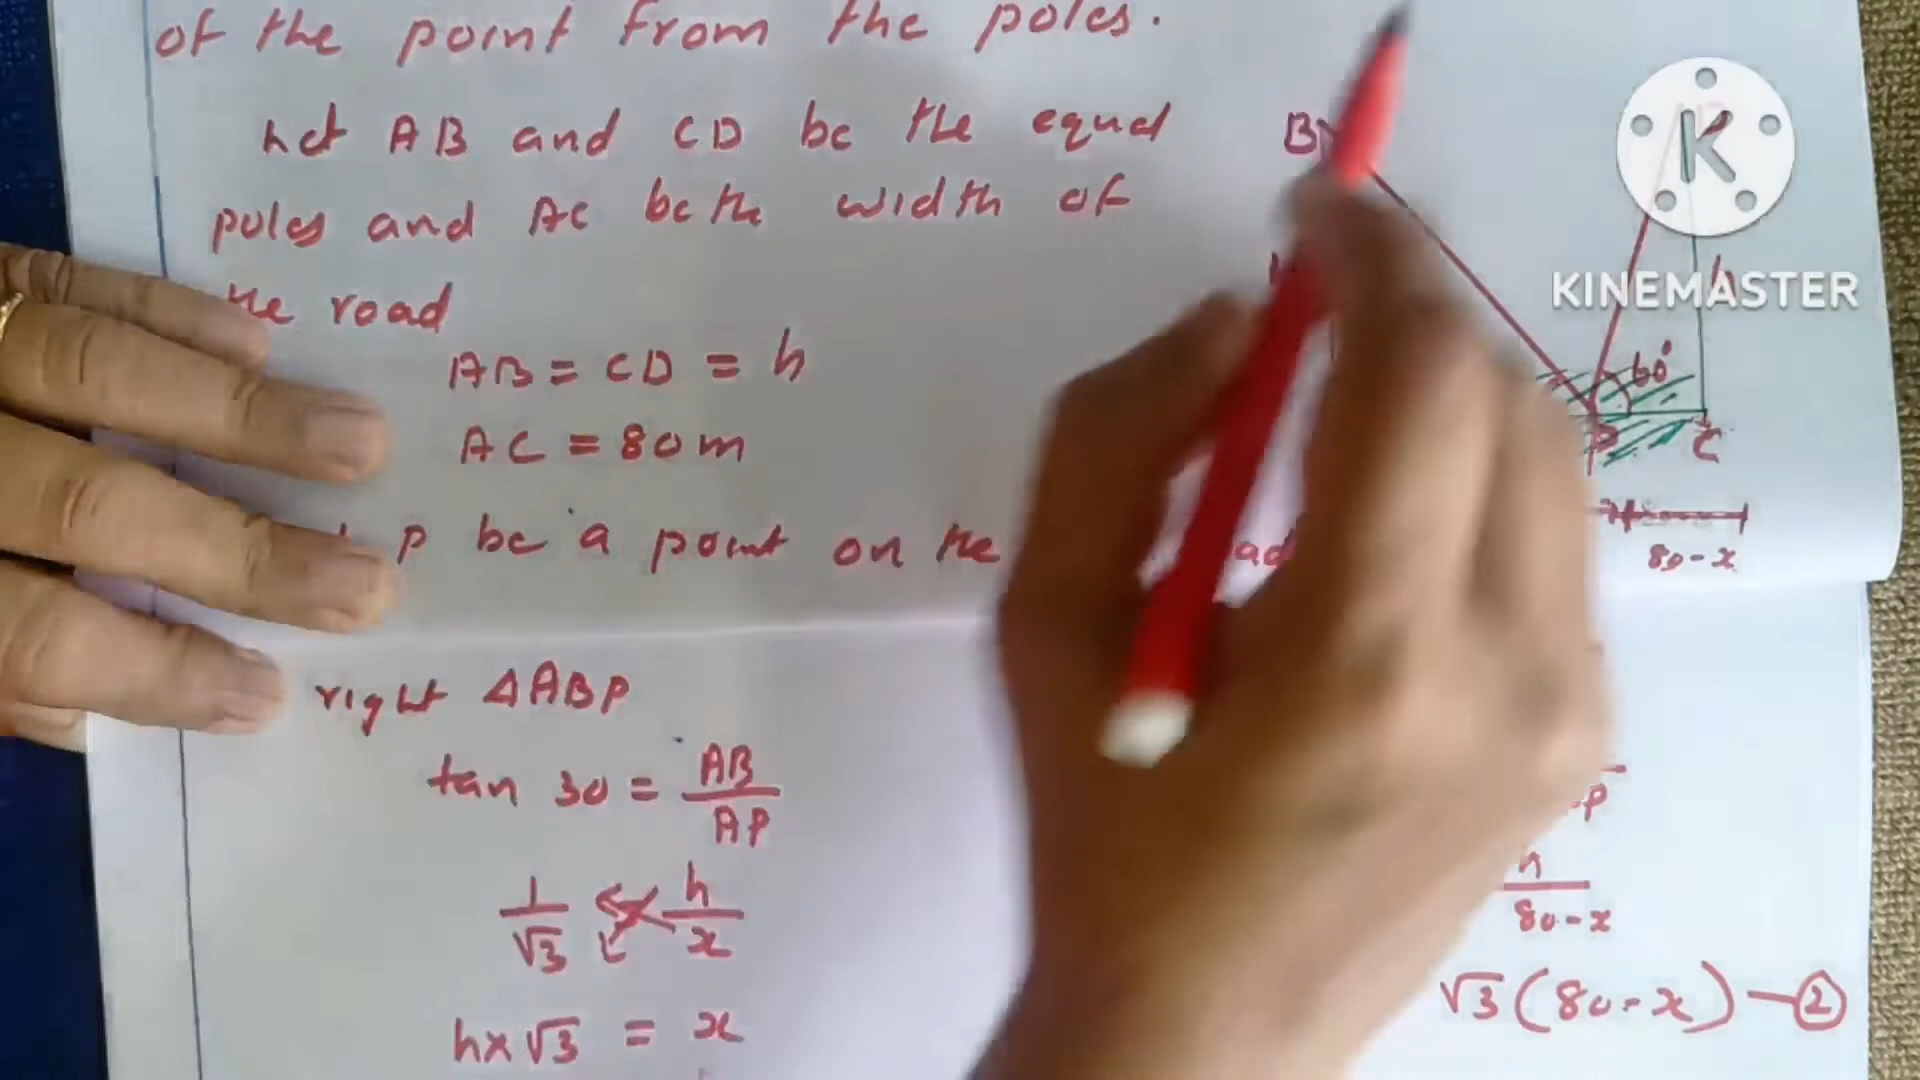 of the point from the poles.
Let AB and CD be the equal
poles and AC be the width of
the road
AB = CD = h
AC = 80m
P be a point on the
right ΔABP
tan 30 = AB/AP
1/√3 h/x
h×√3 = x
B
h
60°
P C
80-x
h/80-x
√3(80-x) — ②
K
KINEMASTER